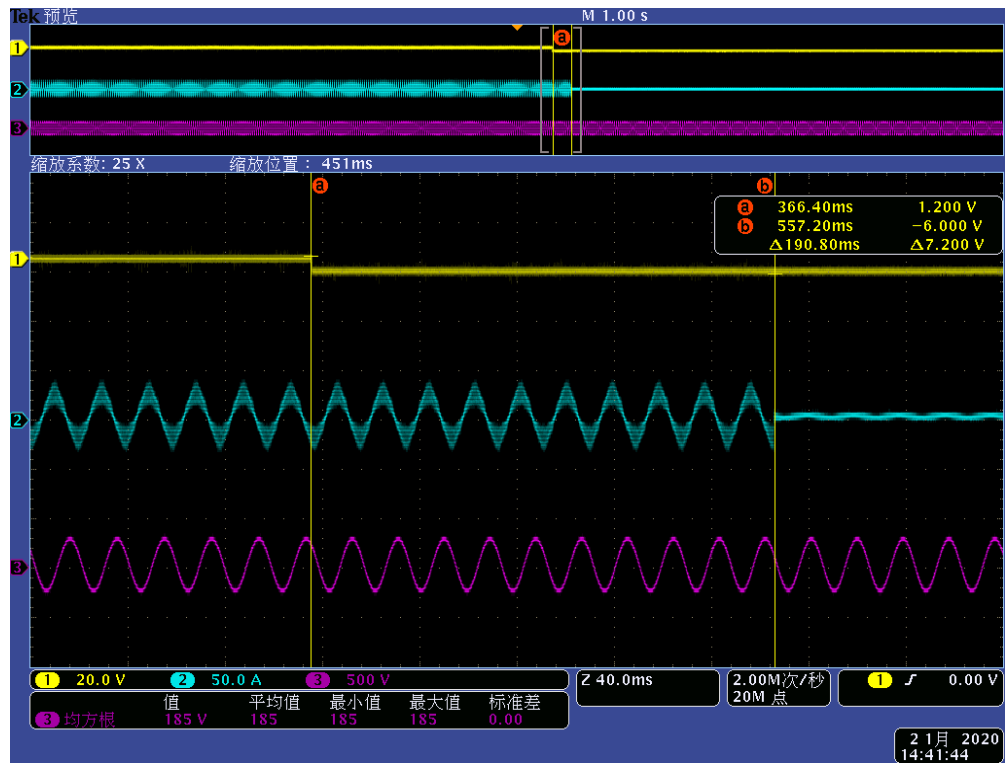 Tek 预览 M 1.00 s
1
a
2
3
缩放系数: 25 X 缩放位置 : 451ms
a b
a 366.40ms 1.200 V
b 557.20ms −6.000 V
Δ190.80ms Δ7.200 V
1
2
3
1 20.0 V 2 50.0 A 3 500 V
Z 40.0ms
2.00M次/秒
20M 点
1 0.00 V
值 平均值 最小值 最大值 标准差
3 均方根 185 V 185 185 185 0.00
2 1月 2020
14:41:44